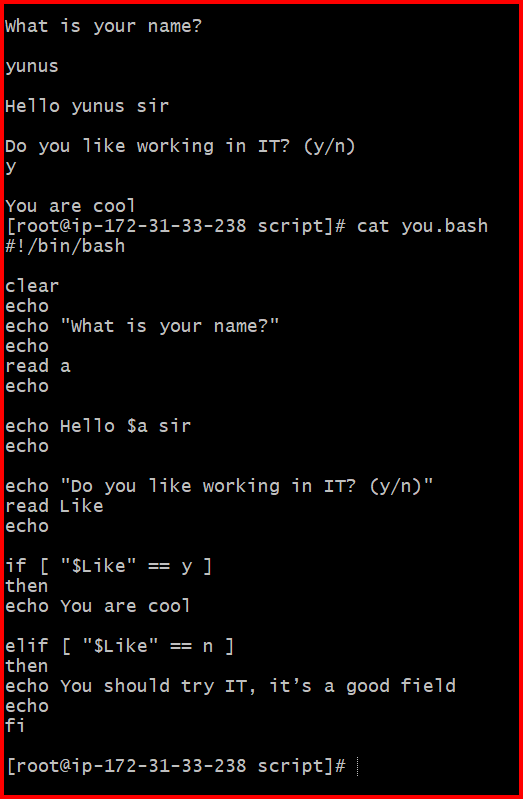 What is your name?
yunus
Hello yunus sir
Do you like working in IT? (y/n)
y
You are cool
[root@ip-172-31-33-238 script]# cat you.bash
#!/bin/bash
clear
echo
echo "What is your name?"
echo
read a
echo
echo Hello $a sir
echo
echo "Do you like working in IT? (y/n)"
read Like
echo
if [ "$Like" == y ]
then
echo You are cool
elif [ "$Like" == n ]
then
echo You should try IT, it’s a good field
echo
fi
[root@ip-172-31-33-238 script]#